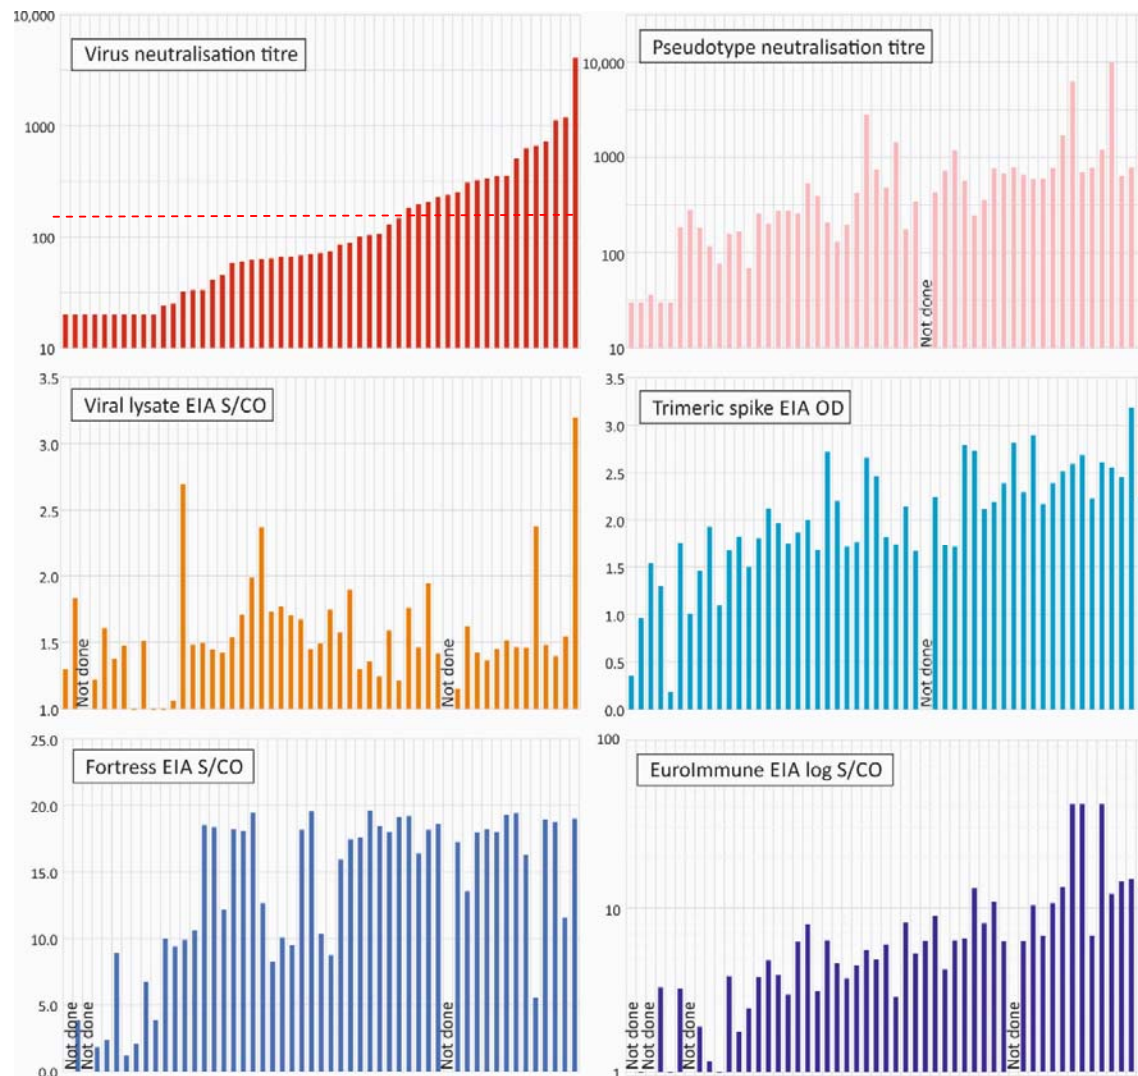 10,000
1000
100
10
Virus neutralisation titre
10,000
1000
100
10
Pseudotype neutralisation titre
Not done
3.5
3.0
2.5
2.0
1.5
1.0
Viral lysate EIA S/CO
Not done
Not done
3.5
3.0
2.5
2.0
1.5
1.0
0.5
0.0
Trimeric spike EIA OD
Not done
25.0
20.0
15.0
10.0
5.0
0.0
Fortress EIA S/CO
Not done
Not done
Not done
100
10
1
EuroImmune EIA log S/CO
Not done
Not done
Not done
Not done